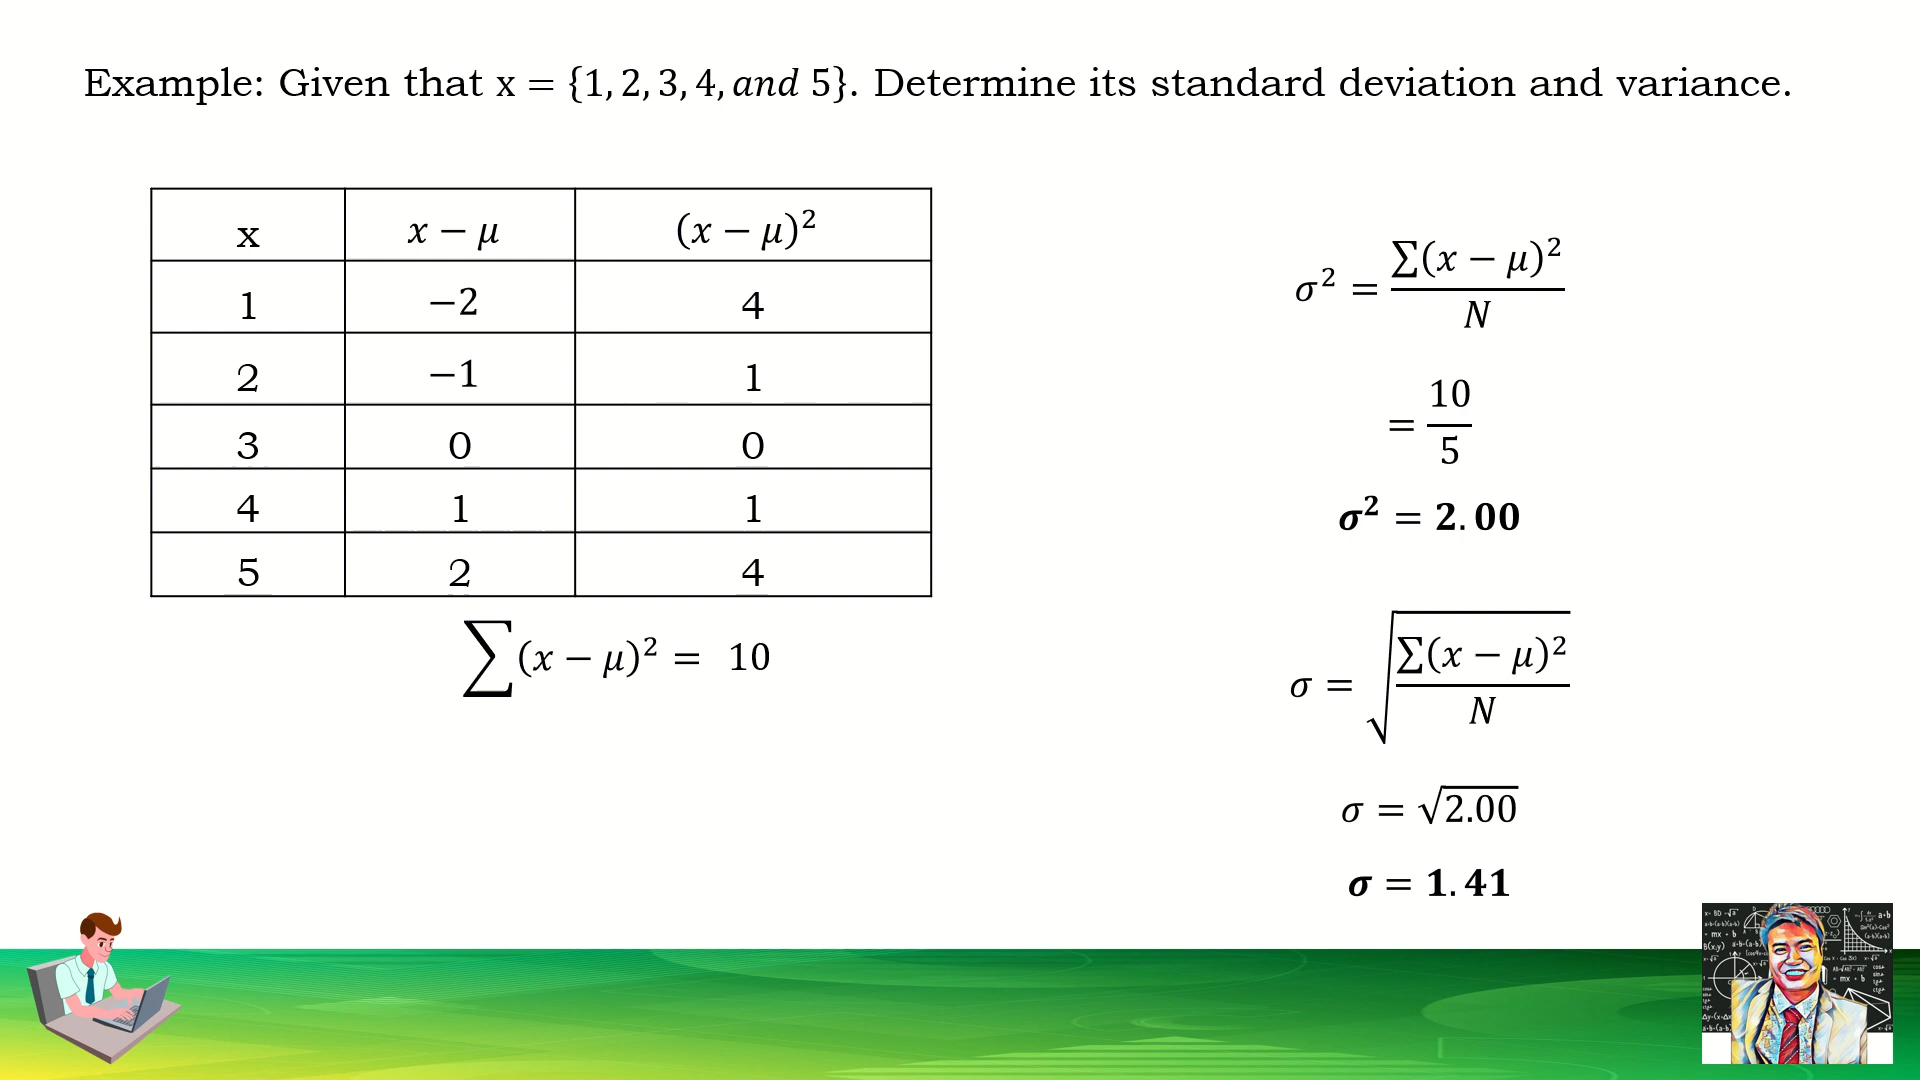 Example: Given that x = {1, 2, 3, 4, and 5}. Determine its standard deviation and variance.
x x − μ (x − μ)²
1 −2 4
2 −1 1
3 0 0
4 1 1
5 2 4
∑(x − μ)² = 10
σ² = ∑(x − μ)² / N
= 10 / 5
σ² = 2.00
σ = √(∑(x − μ)² / N)
σ = √2.00
σ = 1.41